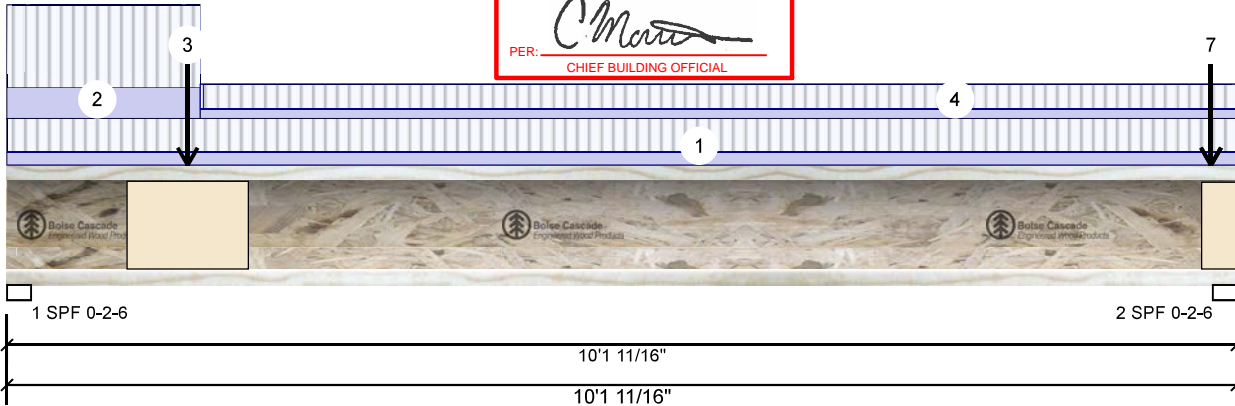 3
7
PER: C. Morris
CHIEF BUILDING OFFICIAL
2
4
1
Boise Cascade
Engineered Wood Prod
Boise Cascade
Engineered Wood Products
Boise Cascade
Engineered Wood Products
1 SPF 0-2-6
2 SPF 0-2-6
10'1 11/16"
10'1 11/16"